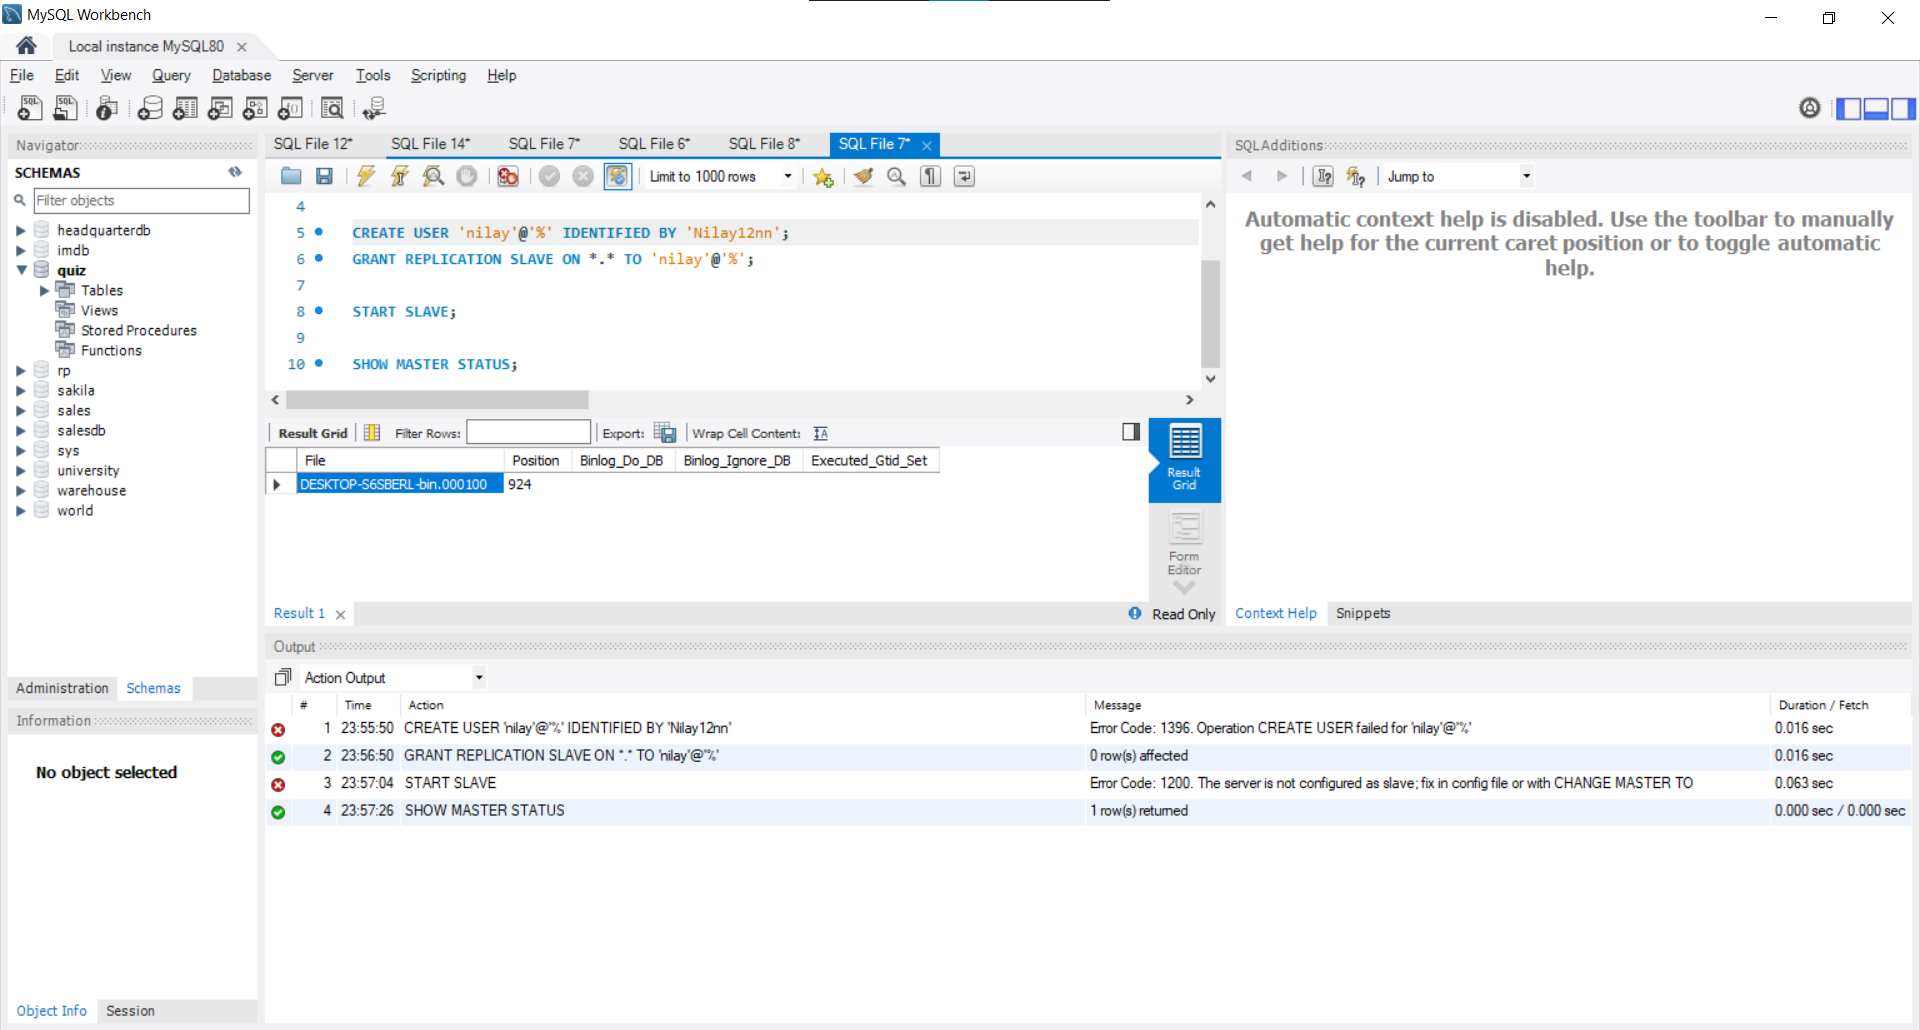 MySQL Workbench
Local instance MySQL80
File Edit View Query Database Server Tools Scripting Help
Navigator
SCHEMAS
Filter objects
headquarterdb
imdb
quiz
Tables
Views
Stored Procedures
Functions
rp
sakila
sales
salesdb
sys
university
warehouse
world
Administration Schemas
Information
No object selected
Object Info Session
SQL File 12* SQL File 14* SQL File 7* SQL File 6* SQL File 8* SQL File 7*
Limit to 1000 rows
4
5 CREATE USER 'nilay'@'%' IDENTIFIED BY 'Nilay12nn';
6 GRANT REPLICATION SLAVE ON *.* TO 'nilay'@'%';
7
8 START SLAVE;
9
10 SHOW MASTER STATUS;
Result Grid Filter Rows: Export: Wrap Cell Content:
File Position Binlog_Do_DB Binlog_Ignore_DB Executed_Gtid_Set
DESKTOP-S6SBERL-bin.000100 924
Result Grid
Form Editor
Result 1
Read Only
SQLAdditions
Jump to
Automatic context help is disabled. Use the toolbar to manually
get help for the current caret position or to toggle automatic
help.
Context Help Snippets
Output
Action Output
# Time Action Message Duration / Fetch
1 23:55:50 CREATE USER 'nilay'@'%' IDENTIFIED BY 'Nilay12nn' Error Code: 1396. Operation CREATE USER failed for 'nilay'@'%' 0.016 sec
2 23:56:50 GRANT REPLICATION SLAVE ON *.* TO 'nilay'@'%' 0 row(s) affected 0.016 sec
3 23:57:04 START SLAVE Error Code: 1200. The server is not configured as slave; fix in config file or with CHANGE MASTER TO 0.063 sec
4 23:57:26 SHOW MASTER STATUS 1 row(s) returned 0.000 sec / 0.000 sec